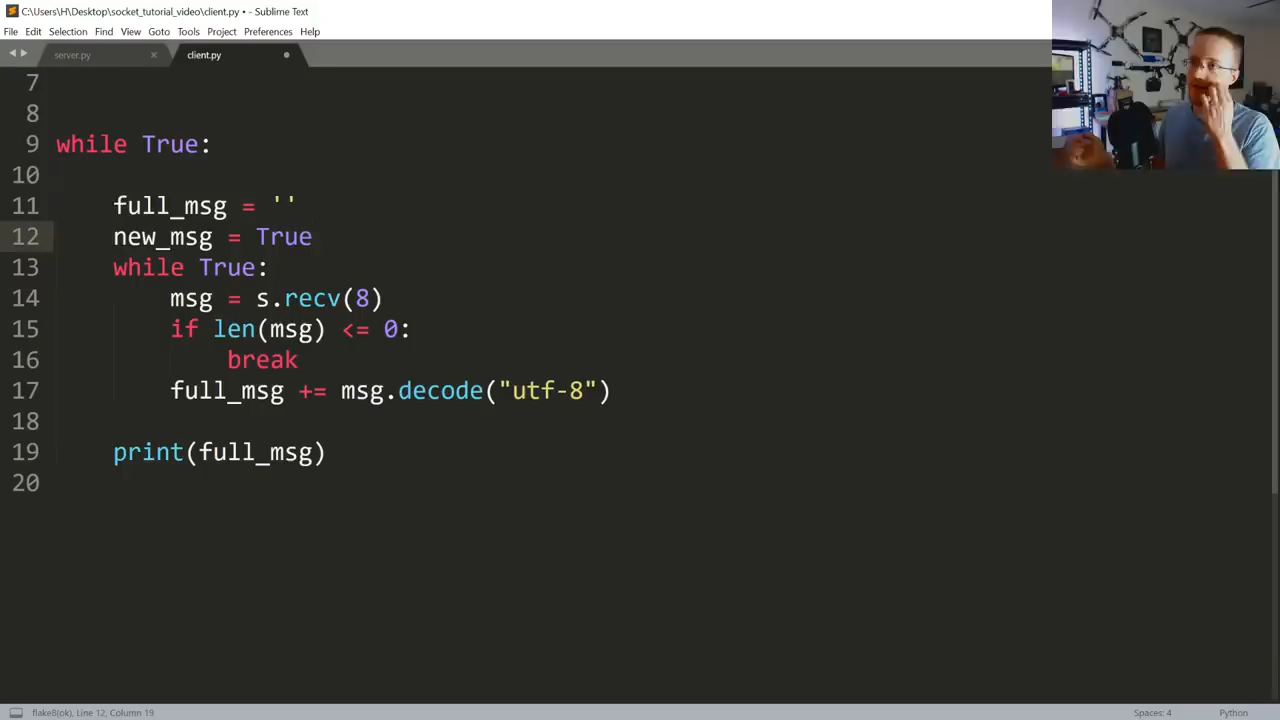 C:\Users\H\Desktop\socket_tutorial_video\client.py • - Sublime Text
File Edit Selection Find View Goto Tools Project Preferences Help
server.py × client.py
7
8
9 while True:
10
11 full_msg = ''
12 new_msg = True
13 while True:
14 msg = s.recv(8)
15 if len(msg) <= 0:
16 break
17 full_msg += msg.decode("utf-8")
18
19 print(full_msg)
20
flake8(ok), Line 12, Column 19 Spaces: 4 Python